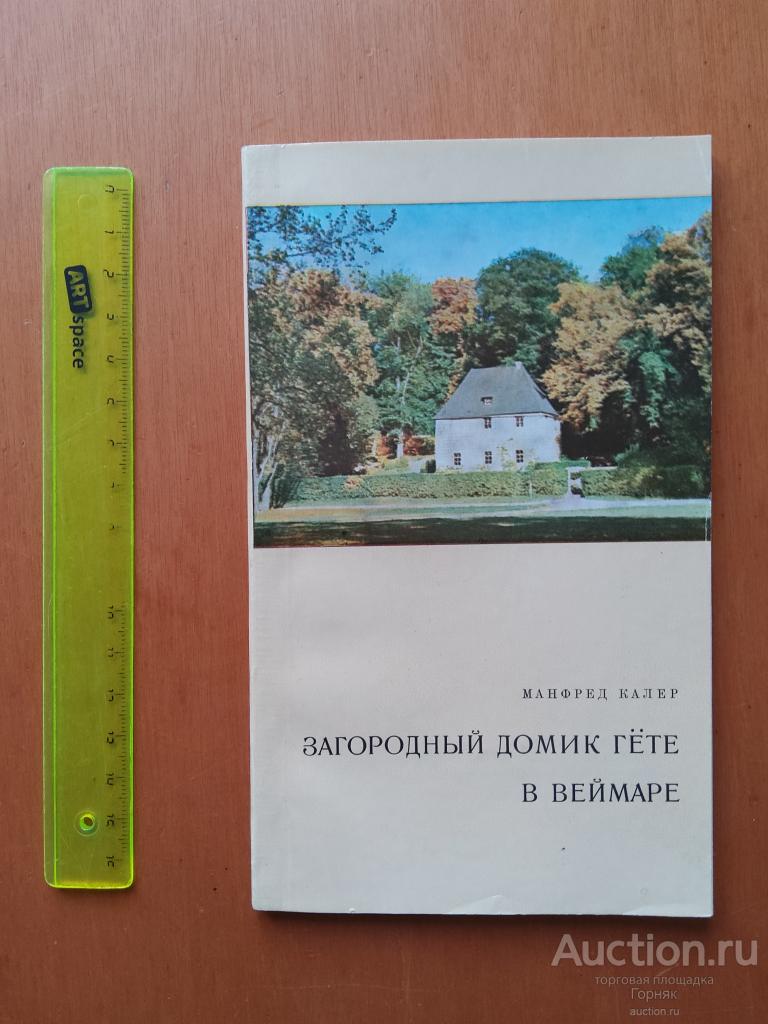 ART
space
МАНФРЕД КАЛЕР
ЗАГОРОДНЫЙ ДОМИК ГЁТЕ
В ВЕЙМАРЕ
Auction.ru
торговая площадка
Горняк
auction.ru